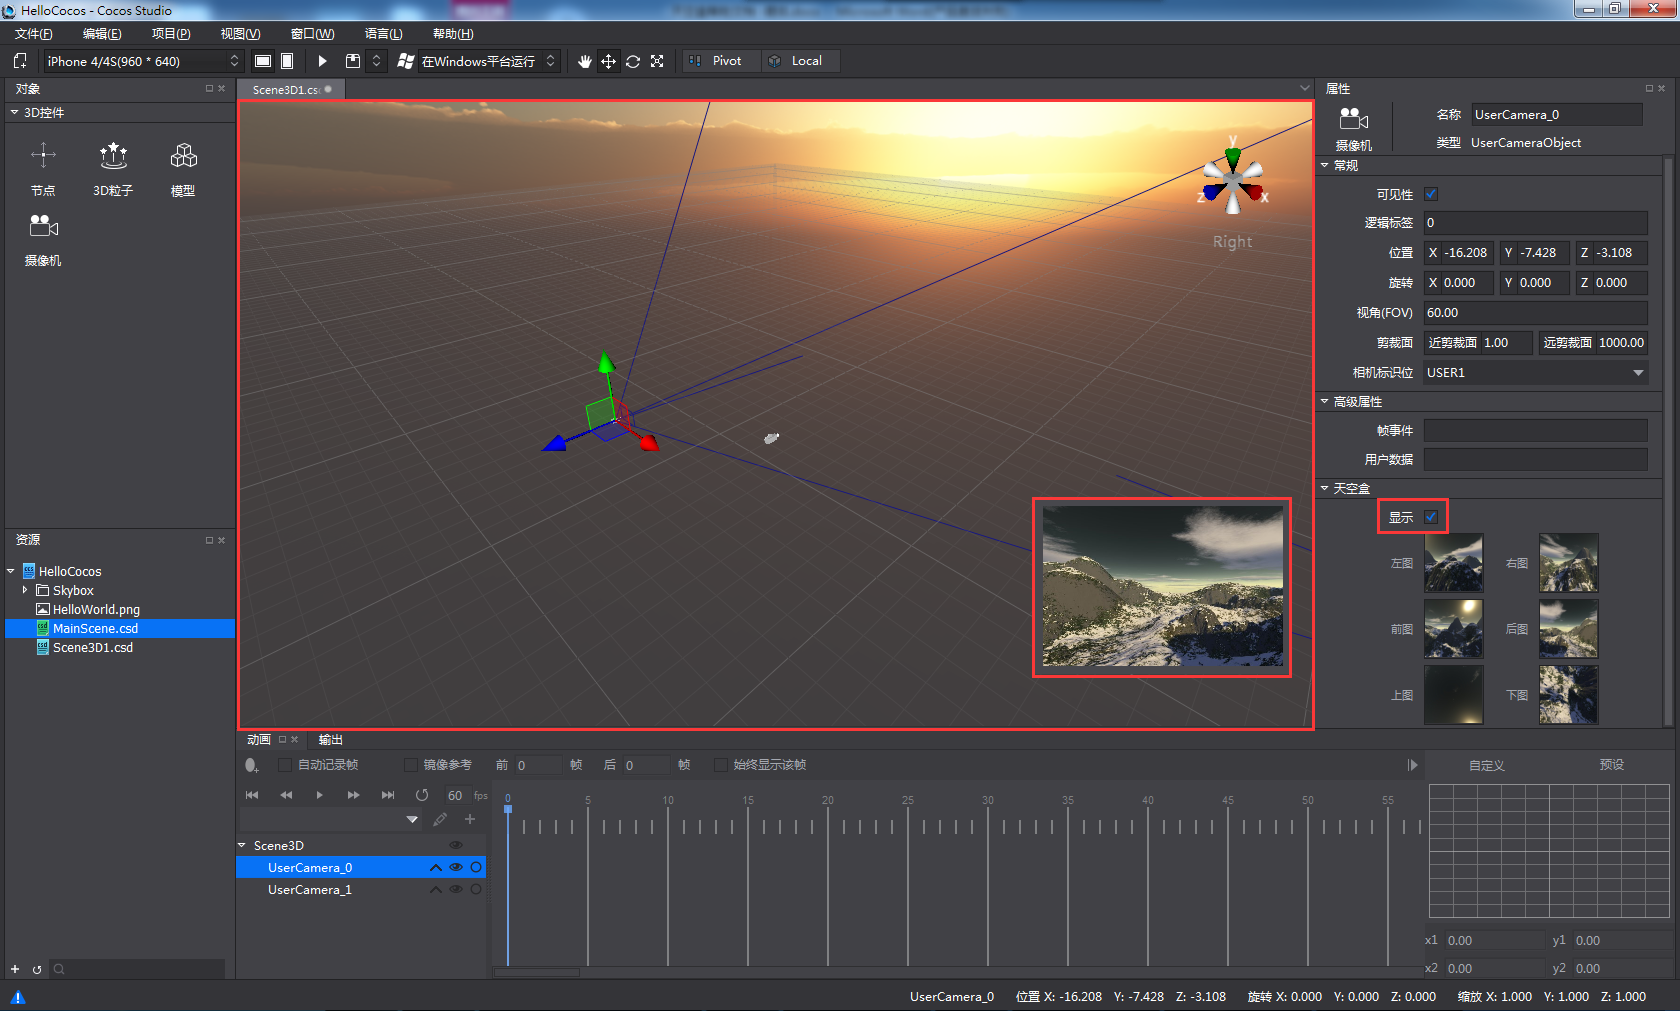 HelloCocos - Cocos Studio
文件(F) 编辑(E) 项目(P) 视图(V) 窗口(W) 语言(L) 帮助(H)
iPhone 4/4S(960 * 640) 在Windows平台运行 Pivot Local
对象
3D控件
节点 3D粒子 模型
摄像机
Scene3D1.cs
y
z x
Right
属性
摄像机
名称 UserCamera_0
类型 UserCameraObject
常规
可见性
逻辑标签 0
位置 X -16.208 Y -7.428 Z -3.108
旋转 X 0.000 Y 0.000 Z 0.000
视角(FOV) 60.00
剪裁面 近剪裁面 1.00 远剪裁面 1000.00
相机标识位 USER1
高级属性
帧事件
用户数据
天空盒
显示
左图 右图
前图 后图
上图 下图
资源
HelloCocos
Skybox
HelloWorld.png
MainScene.csd
Scene3D1.csd
动画 输出
自动记录帧 镜像参考 前 0 帧 后 0 帧 始终显示该帧
60 fps
0 5 10 15 20 25 30 35 40 45 50 55
Scene3D
UserCamera_0
UserCamera_1
自定义 预设
x1 0.00 y1 0.00
x2 0.00 y2 0.00
UserCamera_0 位置 X: -16.208 Y: -7.428 Z: -3.108 旋转 X: 0.000 Y: 0.000 Z: 0.000 缩放 X: 1.000 Y: 1.000 Z: 1.000